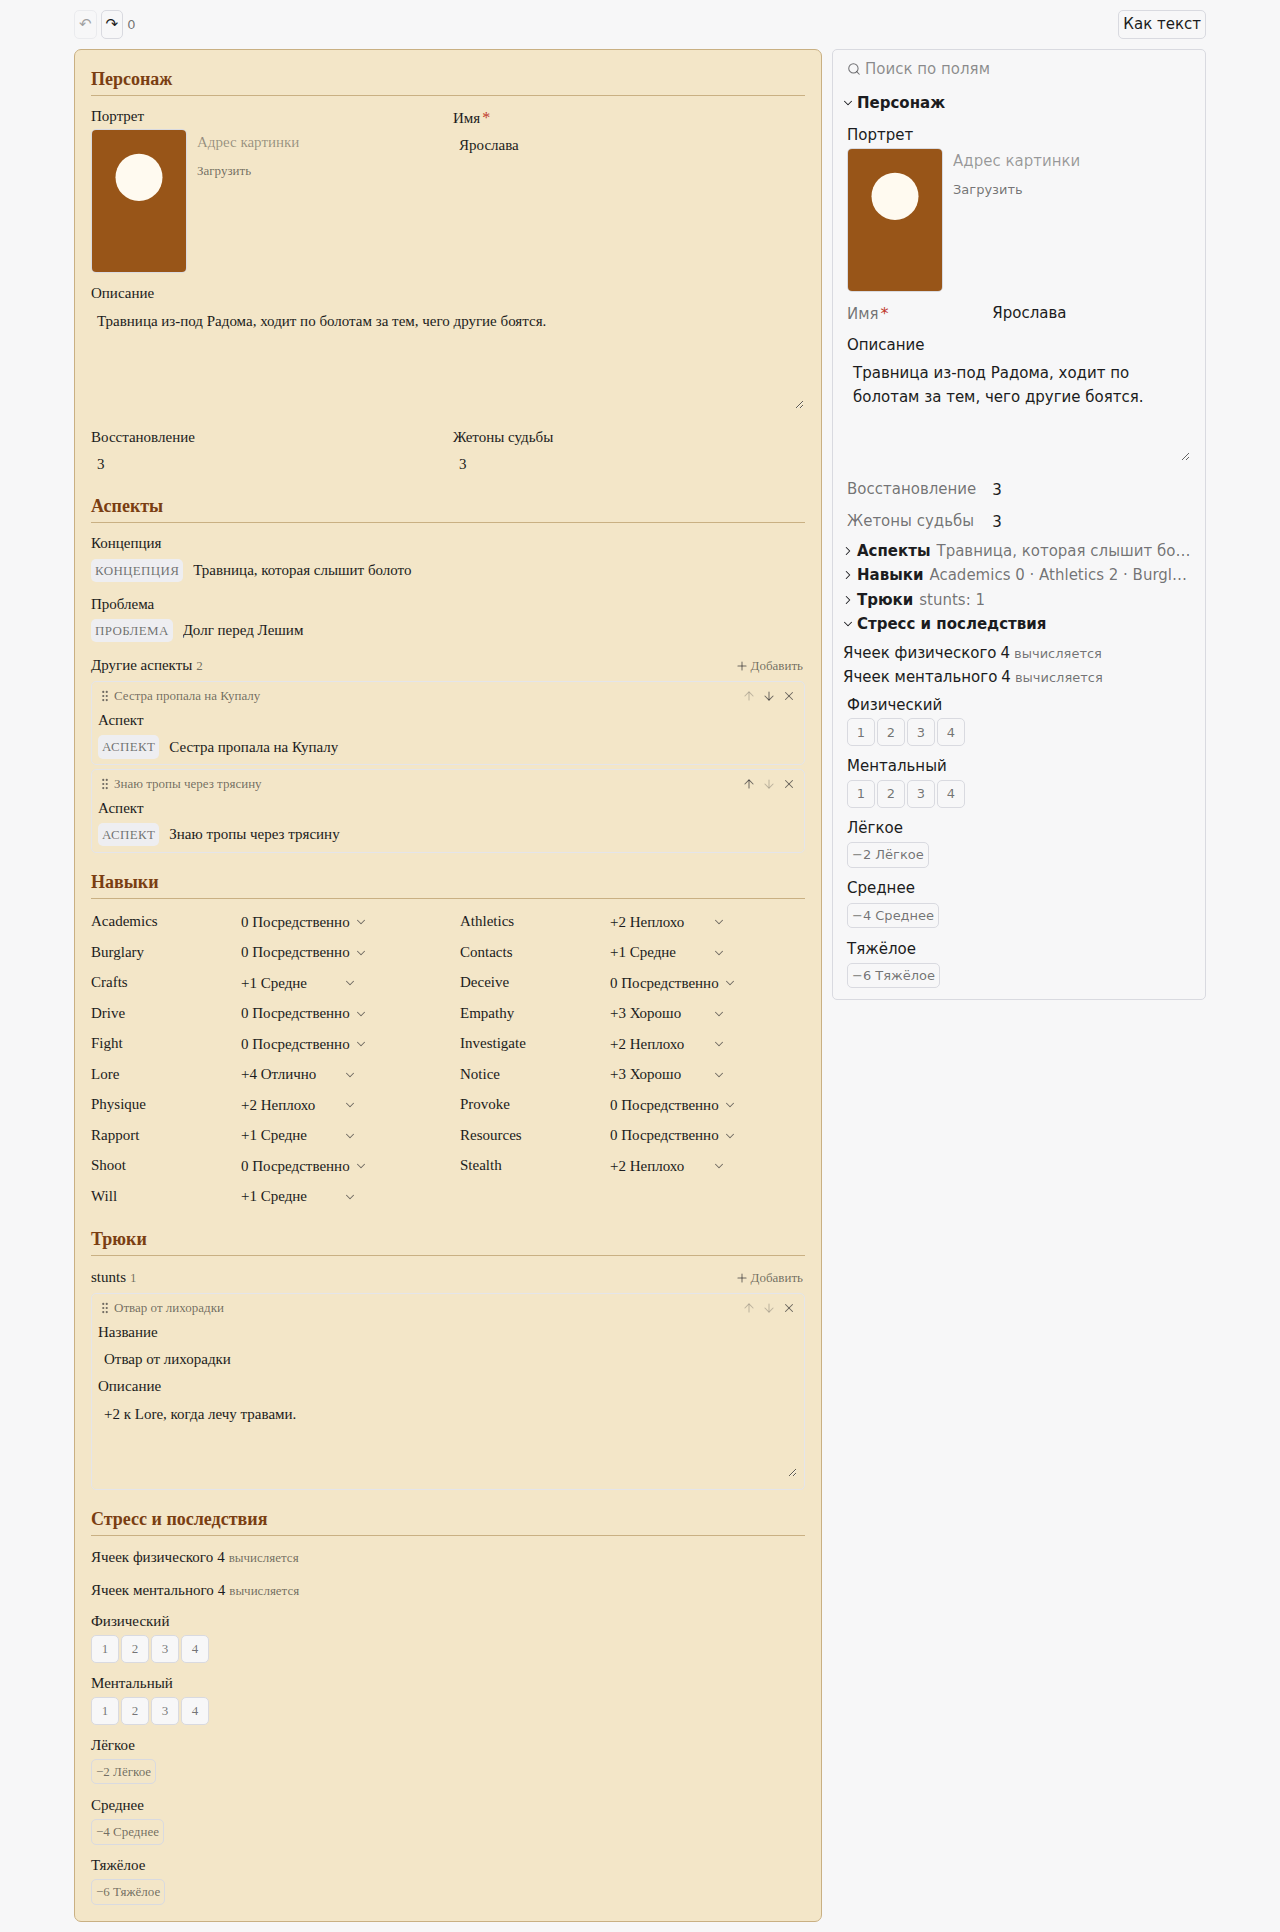 0
Как текст
Персонаж
Портрет
Адрес картинки
Загрузить
Имя*
Ярослава
Описание
Травница из-под Радома, ходит по болотам за тем, чего другие боятся.
Восстановление
3
Жетоны судьбы
3
Аспекты
Концепция
КОНЦЕПЦИЯ Травница, которая слышит болото
Проблема
ПРОБЛЕМА Долг перед Лешим
Другие аспекты 2
Добавить
Сестра пропала на Купалу
Аспект
АСПЕКТ Сестра пропала на Купалу
Знаю тропы через трясину
Аспект
АСПЕКТ Знаю тропы через трясину
Навыки
Academics 0 Посредственно Athletics +2 Неплохо
Burglary 0 Посредственно Contacts +1 Средне
Crafts +1 Средне Deceive 0 Посредственно
Drive 0 Посредственно Empathy +3 Хорошо
Fight 0 Посредственно Investigate +2 Неплохо
Lore +4 Отлично Notice +3 Хорошо
Physique +2 Неплохо Provoke 0 Посредственно
Rapport +1 Средне Resources 0 Посредственно
Shoot 0 Посредственно Stealth +2 Неплохо
Will +1 Средне
Трюки
stunts 1
Добавить
Отвар от лихорадки
Название
Отвар от лихорадки
Описание
+2 к Lore, когда лечу травами.
Стресс и последствия
Ячеек физического 4 вычисляется
Ячеек ментального 4 вычисляется
Физический
1 2 3 4
Ментальный
1 2 3 4
Лёгкое
−2 Лёгкое
Среднее
−4 Среднее
Тяжёлое
−6 Тяжёлое
Поиск по полям
Персонаж
Портрет
Адрес картинки
Загрузить
Имя* Ярослава
Описание
Травница из-под Радома, ходит по
болотам за тем, чего другие боятся.
Восстановление 3
Жетоны судьбы 3
Аспекты Травница, которая слышит бо…
Навыки Academics 0 · Athletics 2 · Burgl…
Трюки stunts: 1
Стресс и последствия
Ячеек физического 4 вычисляется
Ячеек ментального 4 вычисляется
Физический
1 2 3 4
Ментальный
1 2 3 4
Лёгкое
−2 Лёгкое
Среднее
−4 Среднее
Тяжёлое
−6 Тяжёлое